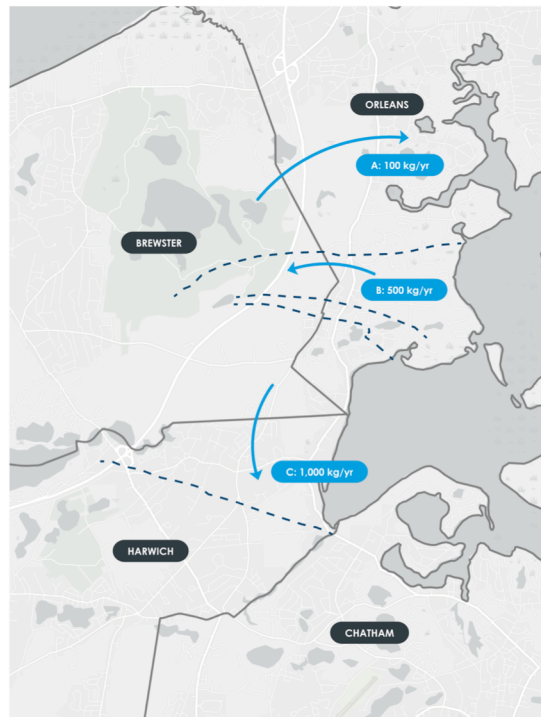 ORLEANS
A: 100 kg/yr
BREWSTER
B: 500 kg/yr
C: 1,000 kg/yr
HARWICH
CHATHAM